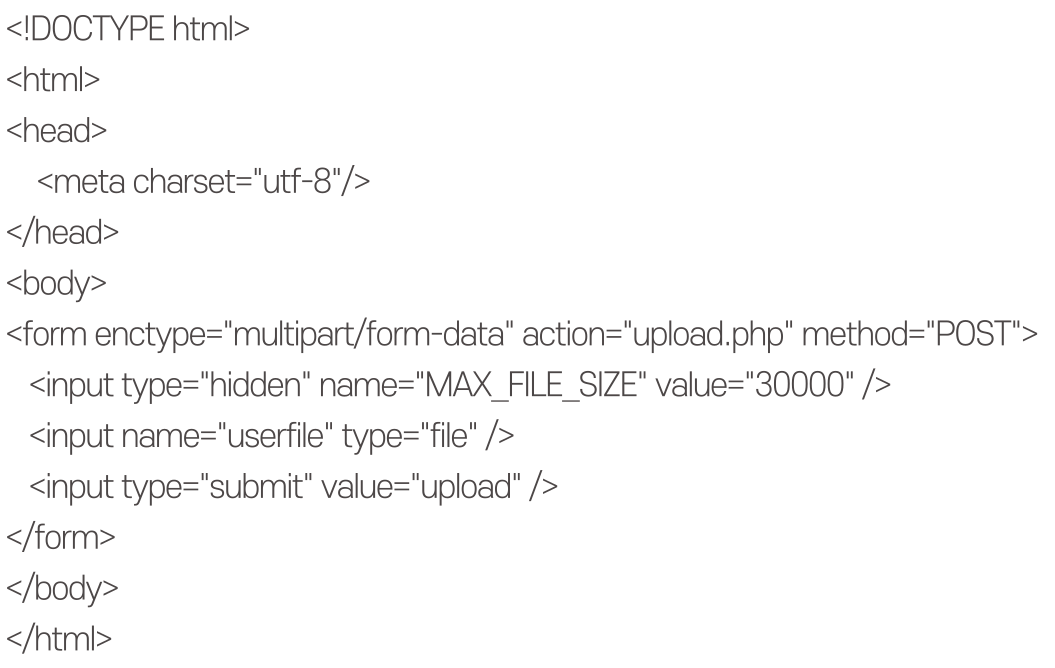 <!DOCTYPE html>
<html>
<head>
    <meta charset="utf-8"/>
</head>
<body>
<form enctype="multipart/form-data" action="upload.php" method="POST">
   <input type="hidden" name="MAX_FILE_SIZE" value="30000" />
   <input name="userfile" type="file" />
   <input type="submit" value="upload" />
</form>
</body>
</html>